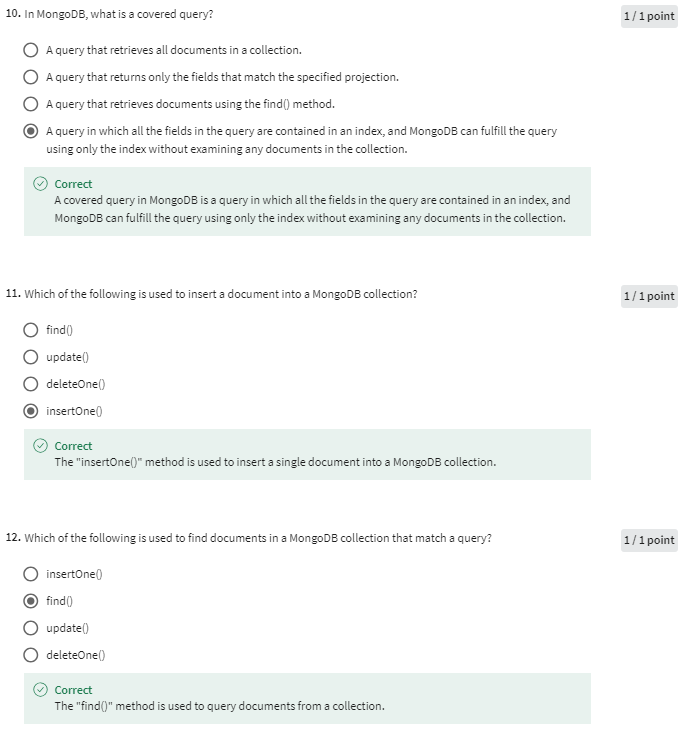 10. In MongoDB, what is a covered query?
1 / 1 point
A query that retrieves all documents in a collection.
A query that returns only the fields that match the specified projection.
A query that retrieves documents using the find() method.
A query in which all the fields in the query are contained in an index, and MongoDB can fulfill the query
using only the index without examining any documents in the collection.
Correct
A covered query in MongoDB is a query in which all the fields in the query are contained in an index, and
MongoDB can fulfill the query using only the index without examining any documents in the collection.
11. Which of the following is used to insert a document into a MongoDB collection?
1 / 1 point
find()
update()
deleteOne()
insertOne()
Correct
The "insertOne()" method is used to insert a single document into a MongoDB collection.
12. Which of the following is used to find documents in a MongoDB collection that match a query?
1 / 1 point
insertOne()
find()
update()
deleteOne()
Correct
The "find()" method is used to query documents from a collection.